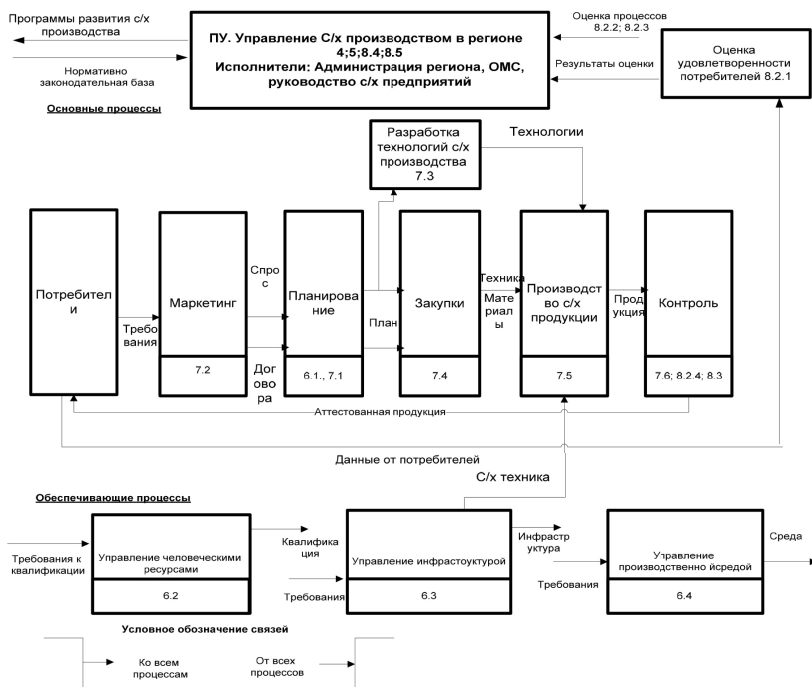 Программы развития с/х
производства
Нормативно
законодательная база
ПУ. Управление С/х производством в регионе
4;5;8.4;8.5
Исполнители: Администрация региона, ОМС,
руководство с/х предприятий
Оценка процессов
8.2.2; 8.2.3
Результаты оценки
Оценка
удовлетворенности
потребителей 8.2.1
Основные процессы
Разработка
технологий с/х
производства
7.3
Технологии
Потребител
и
Требо
вания
Маркетинг
7.2
Спро
с
Дог
ово
ра
Планирова
ние
6.1., 7.1
План
Закупки
7.4
Техника
Мате
риал
ы
Производст
во с/х
продукции
7.5
Прод
укция
Контроль
7.6; 8.2.4; 8.3
Аттестованная продукция
Данные от потребителей
С/х техника
Обеспечивающие процессы
Требования к
квалификации
Управление человеческими
ресурсами
6.2
Квалифика
ция
Требования
Управление инфрастоуктурой
6.3
Инфрастр
уктура
Требования
Управление
производственно йсредой
6.4
Среда
Условное обозначение связей
Ко всем
процессам
От всех
процессов